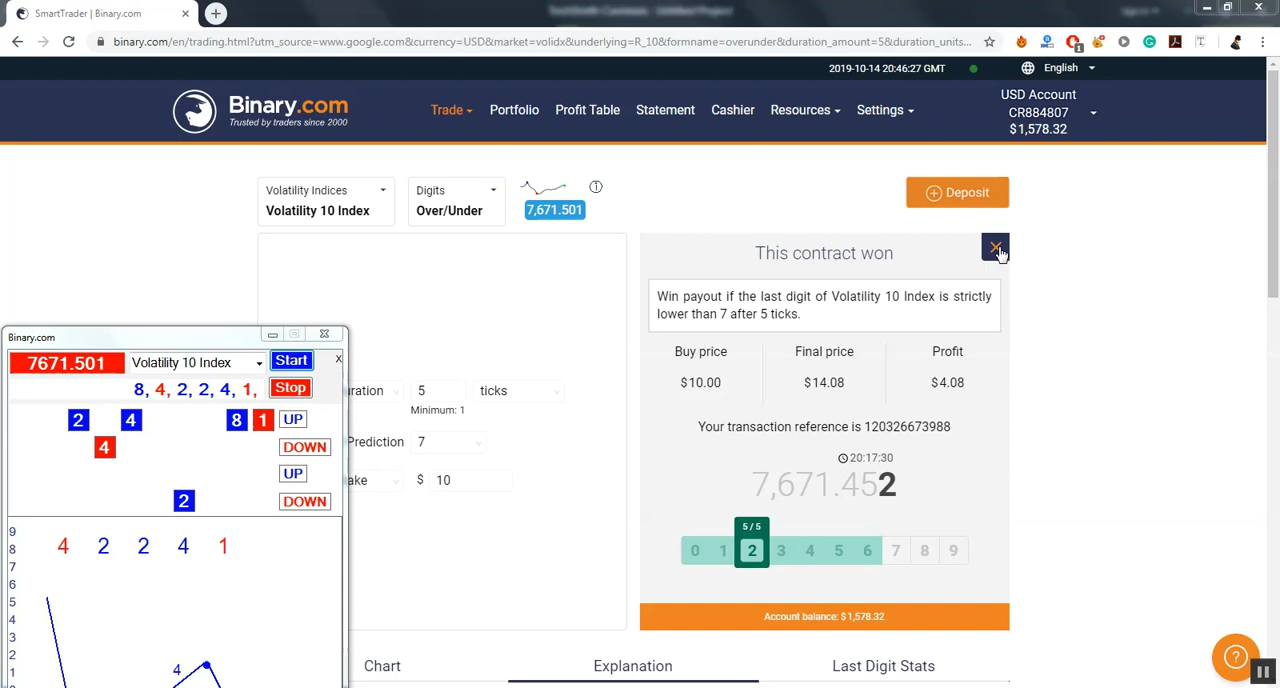 SmartTrader | Binary.com
binary.com/en/trading.html?utm_source=www.google.com&currency=USD&market=volidx&underlying=R_10&formname=overunder&duration_amount=5&duration_units...
2019-10-14 20:46:27 GMT
English
Binary.com
Trusted by traders since 2000
Trade
Portfolio
Profit Table
Statement
Cashier
Resources
Settings
USD Account
CR884807
$1,578.32
Volatility Indices
Volatility 10 Index
Digits
Over/Under
7,671.501
Deposit
This contract won
Win payout if the last digit of Volatility 10 Index is strictly
lower than 7 after 5 ticks.
Buy price
Final price
Profit
$10.00
$14.08
$4.08
Your transaction reference is 120326673988
20:17:30
7,671.452
5/5
0 1 2 3 4 5 6 7 8 9
Account balance: $1,578.32
Binary.com
7671.501
Volatility 10 Index
Start
X
8, 4, 2, 2, 4, 1,
Stop
2 4 8 1
UP
4
DOWN
UP
2
DOWN
9
8
7
6
5
4
3
2
1
4 2 2 4 1
4
uration
5
ticks
Minimum: 1
Prediction
7
ake
$
10
Chart
Explanation
Last Digit Stats